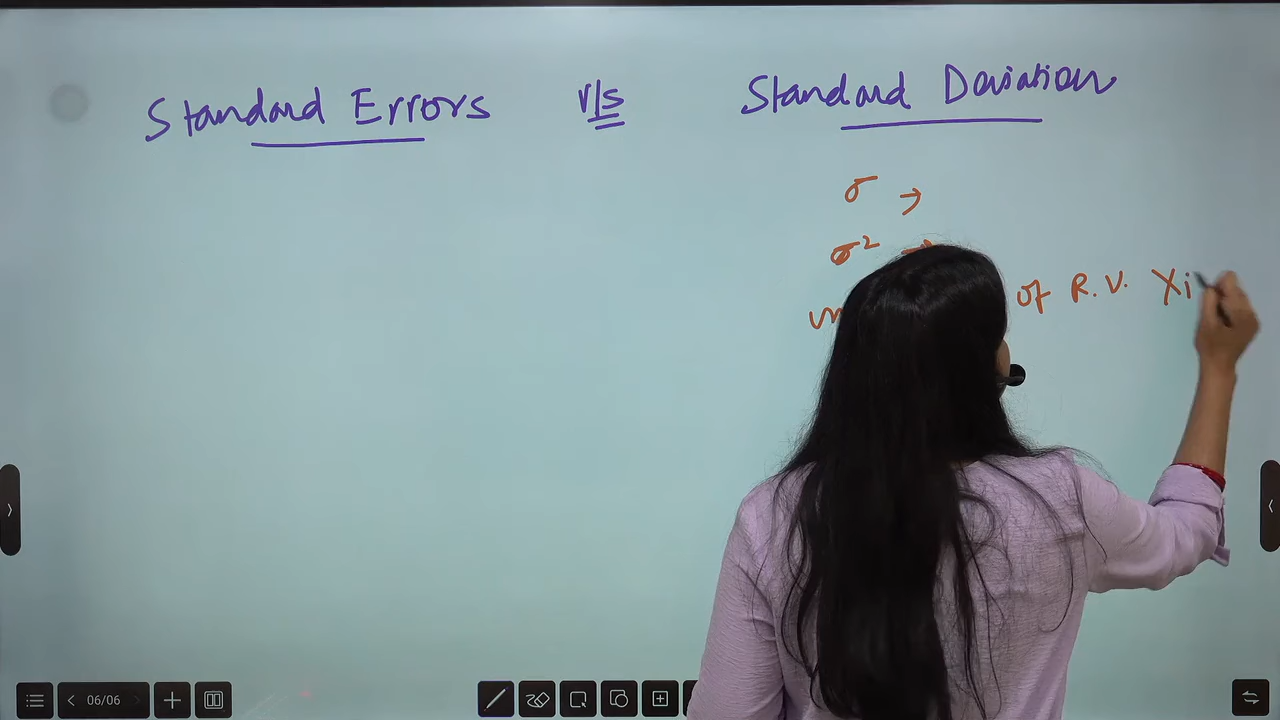 Standard Errors v/s Standard Deviation
σ →
σ² →
of R.V. Xi
06/06